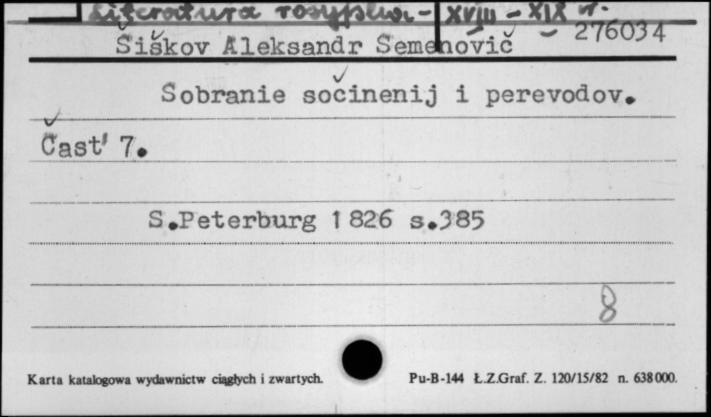 Literatura rosyjska - XVIII - XIX w.
Šiškov Aleksandr Semenovič - 276034
Sobranie sočinenij i perevodov.
Čast' 7.
S.Peterburg 1826 s.385
8
Karta katalogowa wydawnictw ciągłych i zwartych.
Pu-B-144 Ł.Z.Graf. Z. 120/15/82 n. 638000.